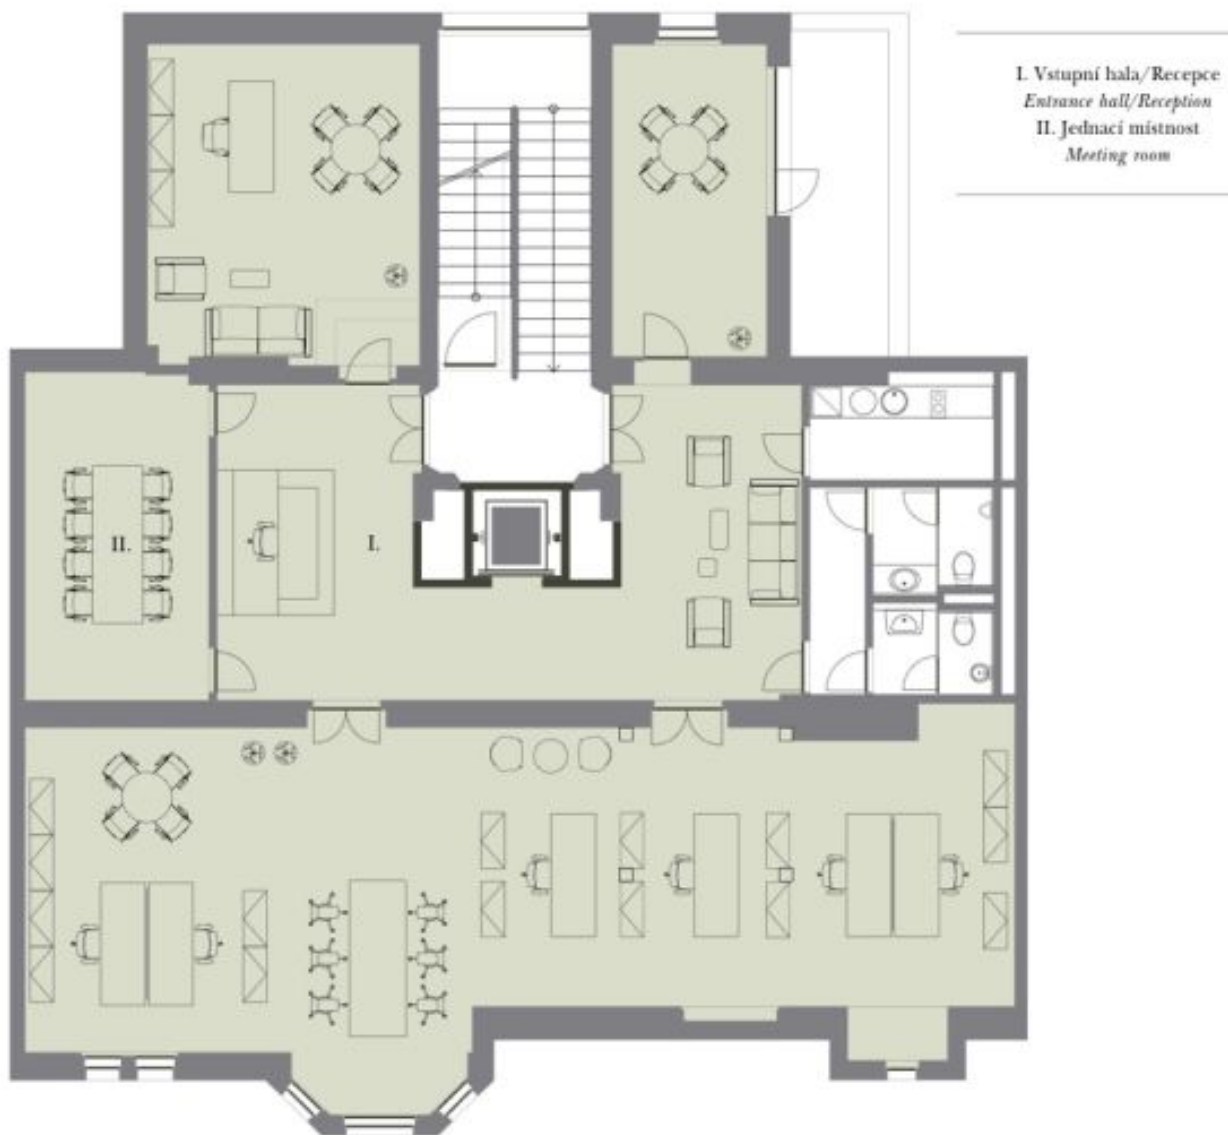 I. Vstupní hala/Recepce
Entrance hall/Reception
II. Jednací místnost
Meeting room
II.
I.